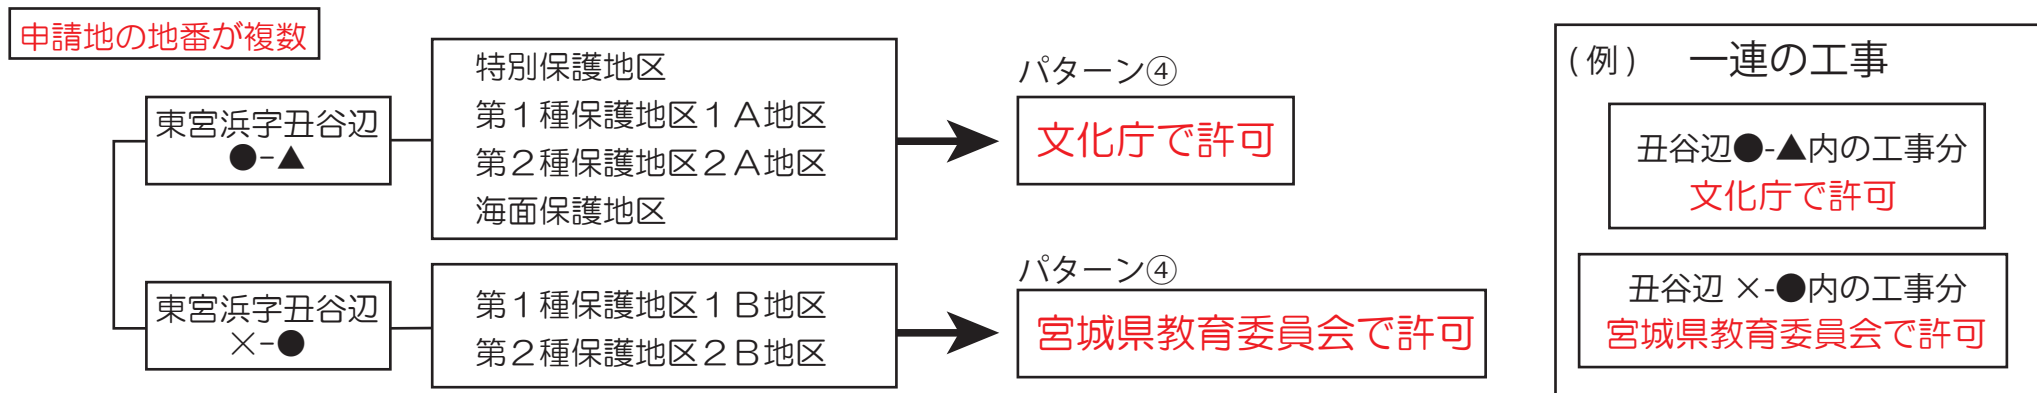 申請地の地番が複数
東宮浜字丑谷辺
●-▲
特別保護地区
第１種保護地区１Ａ地区
第２種保護地区２Ａ地区
海面保護地区
パターン④
文化庁で許可
東宮浜字丑谷辺
×-●
第１種保護地区１Ｂ地区
第２種保護地区２Ｂ地区
パターン④
宮城県教育委員会で許可
(例) 一連の工事
丑谷辺●-▲内の工事分
文化庁で許可
丑谷辺 ×-●内の工事分
宮城県教育委員会で許可